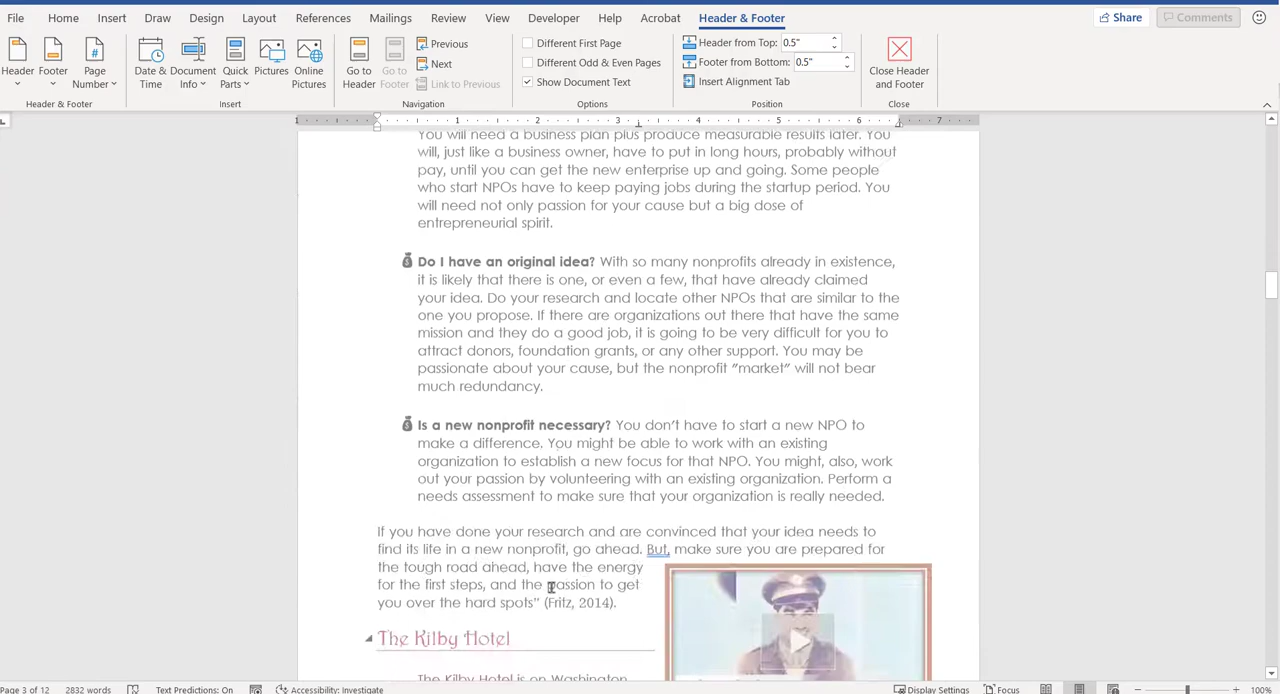 File Home Insert Draw Design Layout References Mailings Review View Developer Help Acrobat Header & Footer Share Comments
Header Footer Page Number Date & Time Document Info Quick Parts Pictures Online Pictures Go to Header Go to Footer Previous Next Link to Previous Different First Page Different Odd & Even Pages Show Document Text Header from Top: 0.5" Footer from Bottom: 0.5" Insert Alignment Tab Close Header and Footer
Header & Footer Insert Navigation Options Position Close
1 1 2 3 4 5 6 7
You will need a business plan plus produce measurable results later. You
will, just like a business owner, have to put in long hours, probably without
pay, until you can get the new enterprise up and going. Some people
who start NPOs have to keep paying jobs during the startup period. You
will need not only passion for your cause but a big dose of
entrepreneurial spirit.
Do I have an original idea? With so many nonprofits already in existence,
it is likely that there is one, or even a few, that have already claimed
your idea. Do your research and locate other NPOs that are similar to the
one you propose. If there are organizations out there that have the same
mission and they do a good job, it is going to be very difficult for you to
attract donors, foundation grants, or any other support. You may be
passionate about your cause, but the nonprofit "market" will not bear
much redundancy.
Is a new nonprofit necessary? You don't have to start a new NPO to
make a difference. You might be able to work with an existing
organization to establish a new focus for that NPO. You might, also, work
out your passion by volunteering with an existing organization. Perform a
needs assessment to make sure that your organization is really needed.
If you have done your research and are convinced that your idea needs to
find its life in a new nonprofit, go ahead. But, make sure you are prepared for
the tough road ahead, have the energy
for the first steps, and the passion to get
you over the hard spots" (Fritz, 2014).
The Kilby Hotel
The Kilby Hotel is on Washington
Page 3 of 12 2832 words Text Predictions: On Accessibility: Investigate Display Settings Focus 100%